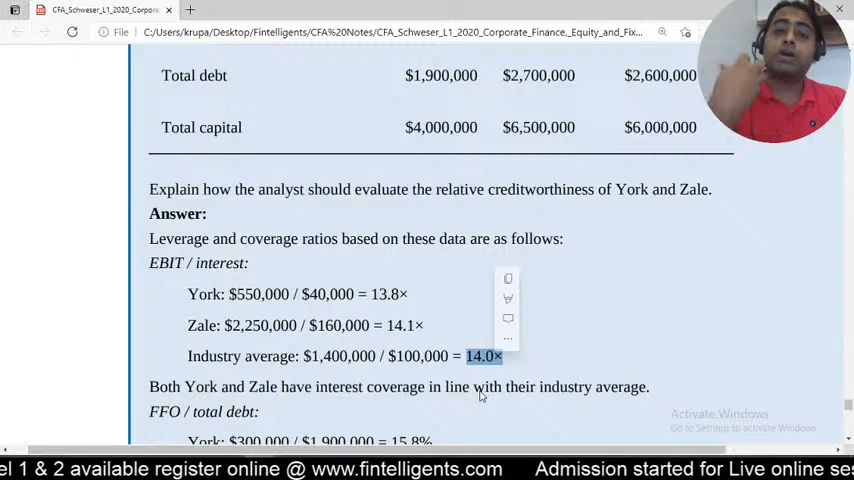 CFA_Schweser_L1_2020_Corporate
File C:/Users/krupa/Desktop/Fintelligents/CFA%20Notes/CFA_Schweser_L1_2020_Corporate_Finance,_Equity_and_Fix...
Total debt $1,900,000 $2,700,000 $2,600,000
Total capital $4,000,000 $6,500,000 $6,000,000
Explain how the analyst should evaluate the relative creditworthiness of York and Zale.
Answer:
Leverage and coverage ratios based on these data are as follows:
EBIT / interest:
York: $550,000 / $40,000 = 13.8×
Zale: $2,250,000 / $160,000 = 14.1×
Industry average: $1,400,000 / $100,000 = 14.0×
Both York and Zale have interest coverage in line with their industry average.
FFO / total debt:
York: $300,000 / $1,900,000 = 15.8%
Activate Windows
Go to Settings to activate Windows.
el 1 & 2 available register online @ www.fintelligents.com Admission started for Live online se